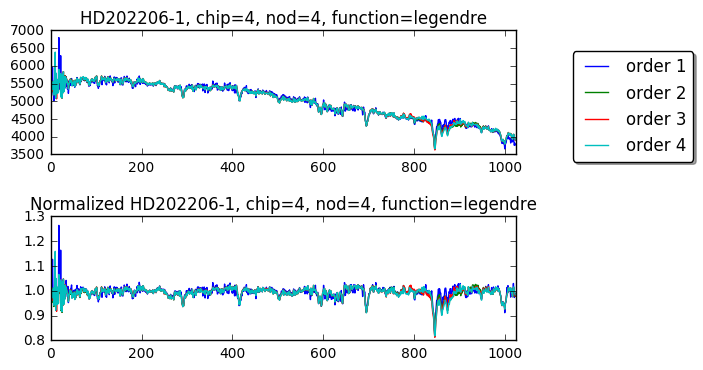 HD202206-1, chip=4, nod=4, function=legendre
7000
6500
6000
5500
5000
4500
4000
3500
0 200 400 600 800 1000
order 1
order 2
order 3
order 4
Normalized HD202206-1, chip=4, nod=4, function=legendre
1.3
1.2
1.1
1.0
0.9
0.8
0 200 400 600 800 1000